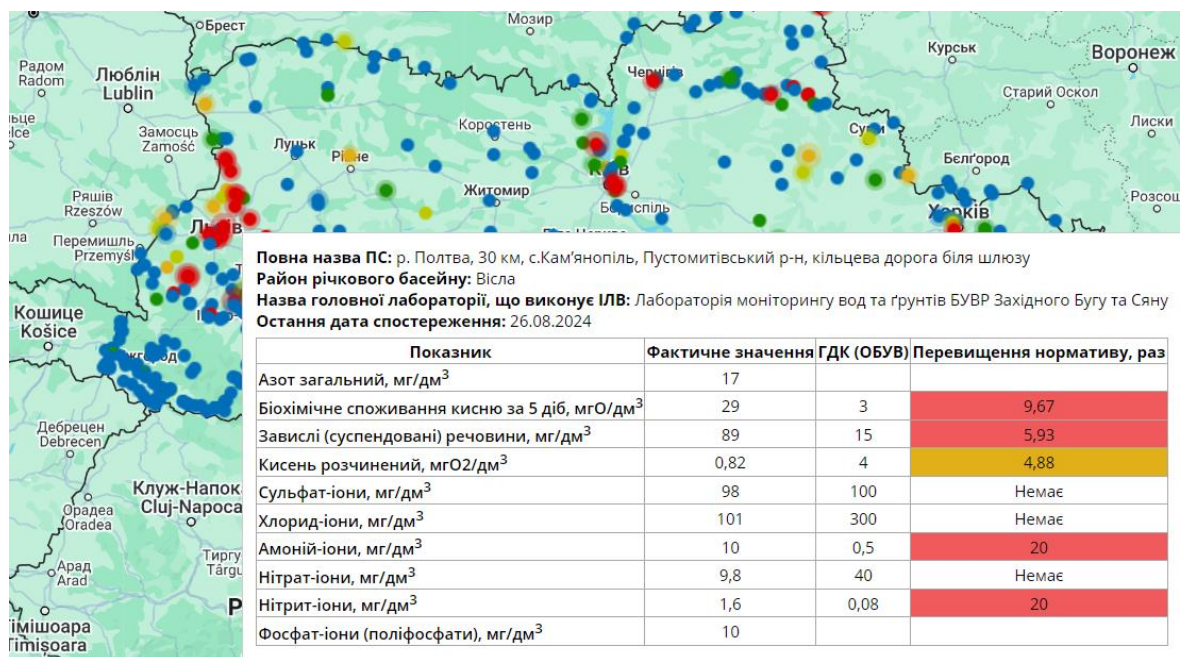 Брест
Мозир
Курськ
Воронеж
Радом
Radom
Люблін
Lublin
Чернігів
Старий Оскол
Замосць
Zamość
Луцьк
Рівне
Коростень
Суми
Лиски
Бєлґород
Київ
Житомир
Бориспіль
Ряшів
Rzeszów
Харків
Львів
Перемишль
Przemyśl
Кошице
Košice
Ужгород
Дебрецен
Debrecen
Клуж-Напок
Cluj-Napoca
Орадеа
Oradea
Арад
Arad
Тиргу
Târgu
Тімішоара
Timișoara
Повна назва ПС: р. Полтва, 30 км, с.Кам’янопіль, Пустомитівський р-н, кільцева дорога біля шлюзу
Район річкового басейну: Вісла
Назва головної лабораторії, що виконує ІЛВ: Лабораторія моніторингу вод та ґрунтів БУВР Західного Бугу та Сяну
Остання дата спостереження: 26.08.2024
Показник Фактичне значення ГДК (ОБУВ) Перевищення нормативу, раз
Азот загальний, мг/дм³ 17
Біохімічне споживання кисню за 5 діб, мгО/дм³ 29 3 9,67
Завислі (суспендовані) речовини, мг/дм³ 89 15 5,93
Кисень розчинений, мгО2/дм³ 0,82 4 4,88
Сульфат-іони, мг/дм³ 98 100 Немає
Хлорид-іони, мг/дм³ 101 300 Немає
Амоній-іони, мг/дм³ 10 0,5 20
Нітрат-іони, мг/дм³ 9,8 40 Немає
Нітрит-іони, мг/дм³ 1,6 0,08 20
Фосфат-іони (поліфосфати), мг/дм³ 10